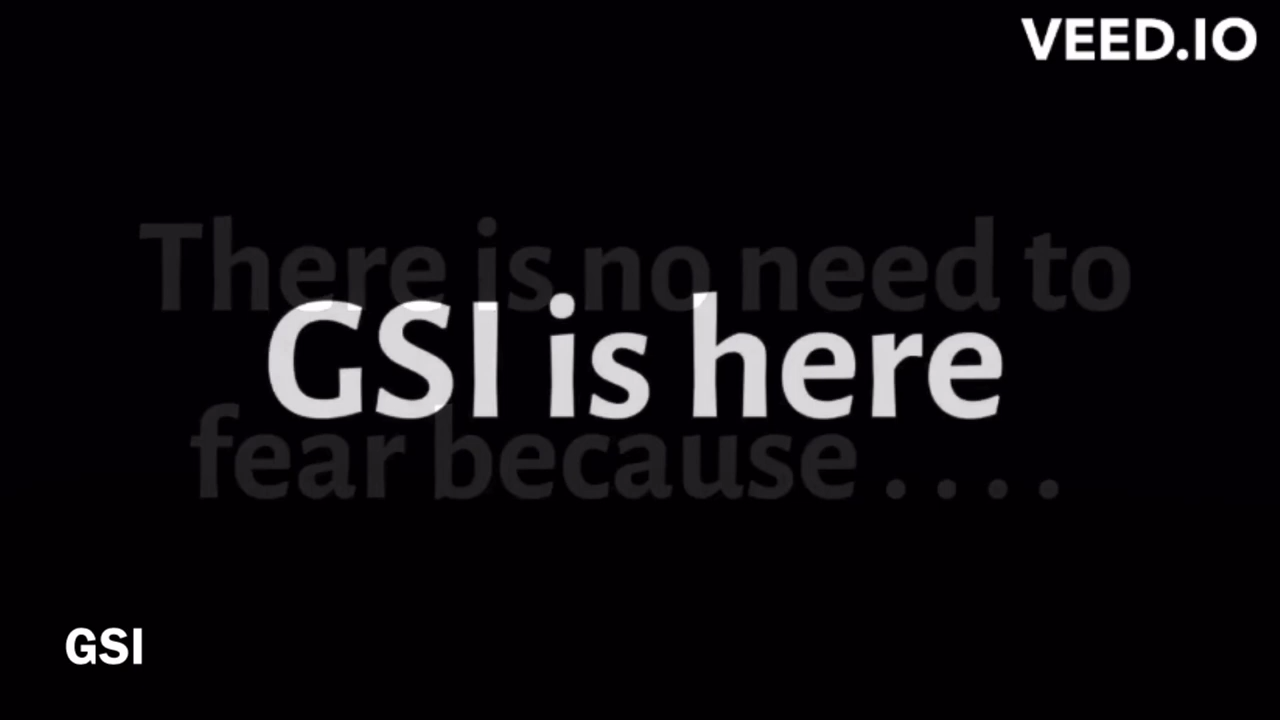 VEED.IO
There is no need to
GSI is here
fear because . . . .
GSI